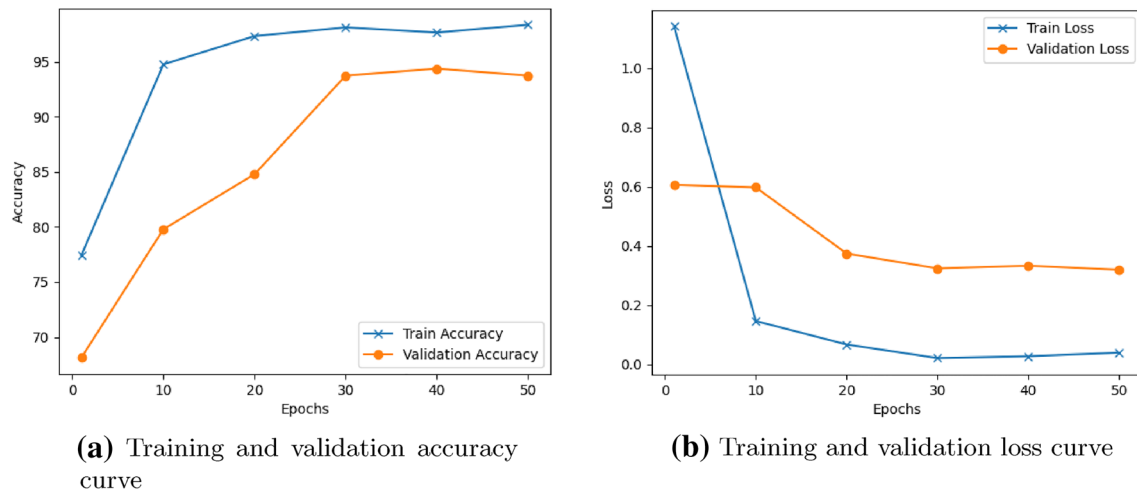 95
90
85
80
75
70
Accuracy
0 10 20 30 40 50
Epochs
Train Accuracy
Validation Accuracy
(a) Training and validation accuracy
curve
1.0
0.8
0.6
0.4
0.2
0.0
Loss
0 10 20 30 40 50
Epochs
Train Loss
Validation Loss
(b) Training and validation loss curve